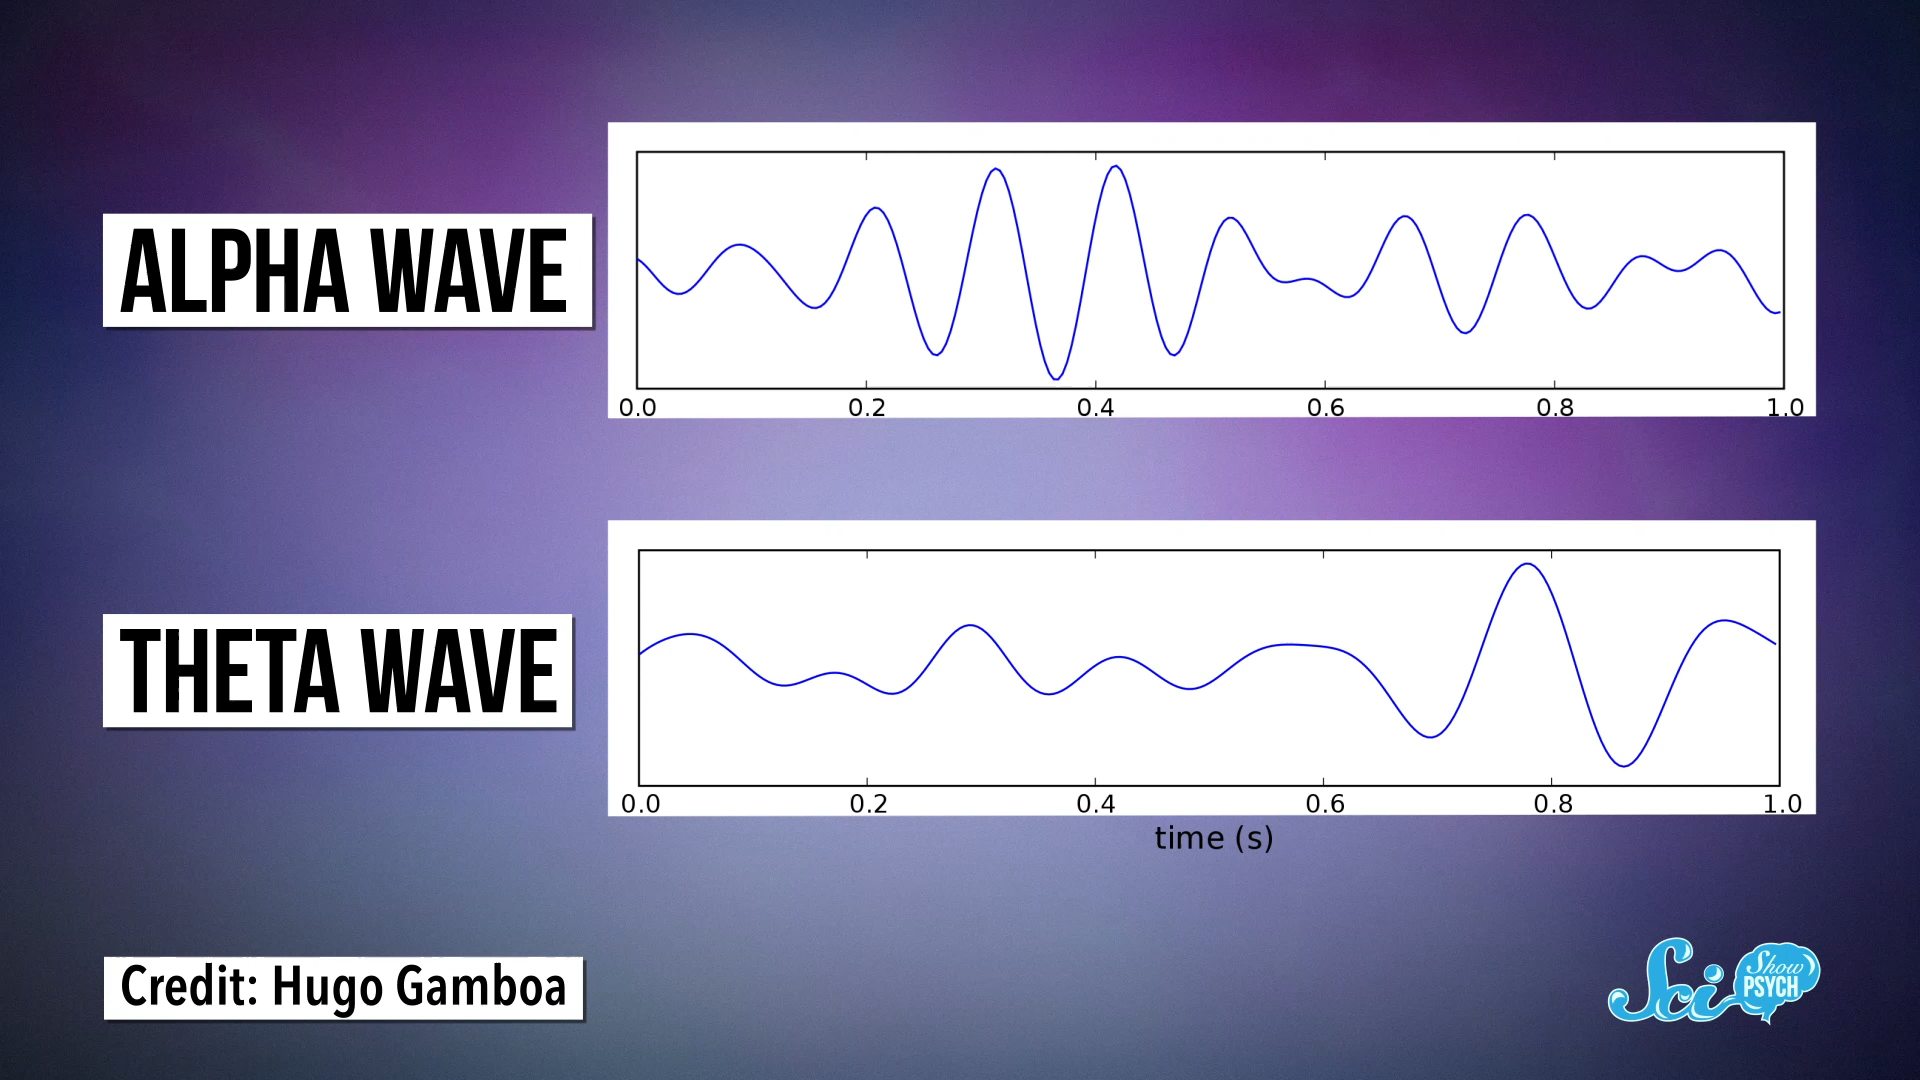 ALPHA WAVE
0.0 0.2 0.4 0.6 0.8 1.0
THETA WAVE
0.0 0.2 0.4 0.6 0.8 1.0
time (s)
Credit: Hugo Gamboa
Sci Show PSYCH